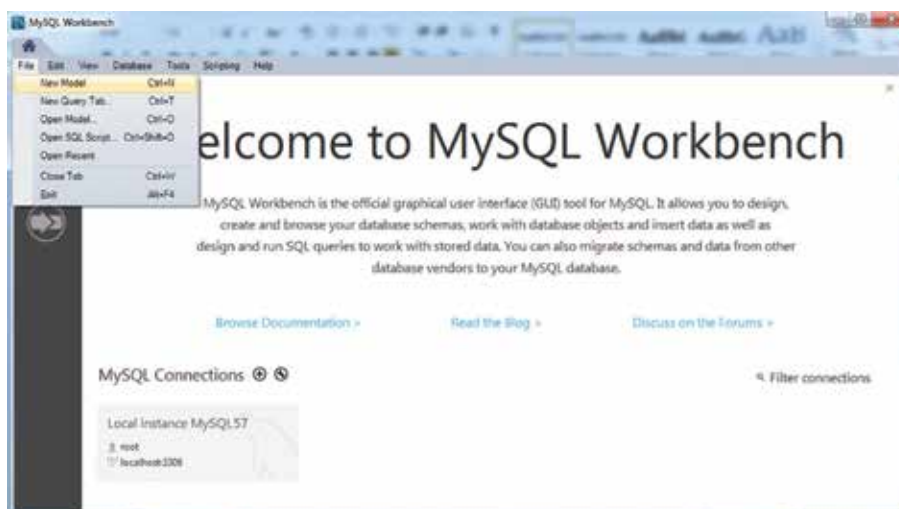 MySQL Workbench
File Edit View Database Tools Scripting Help
New Model Ctrl+N
New Query Tab... Ctrl+T
Open Model... Ctrl+O
Open SQL Script... Ctrl+Shift+O
Open Recent
Close Tab Ctrl+W
Exit Alt+F4
elcome to MySQL Workbench
MySQL Workbench is the official graphical user interface (GUI) tool for MySQL. It allows you to design,
create and browse your database schemas, work with database objects and insert data as well as
design and run SQL queries to work with stored data. You can also migrate schemas and data from other
database vendors to your MySQL database.
Browse Documentation >
Read the Blog >
Discuss on the Forums >
MySQL Connections
Filter connections
Local instance MySQL57
root
localhost:3306